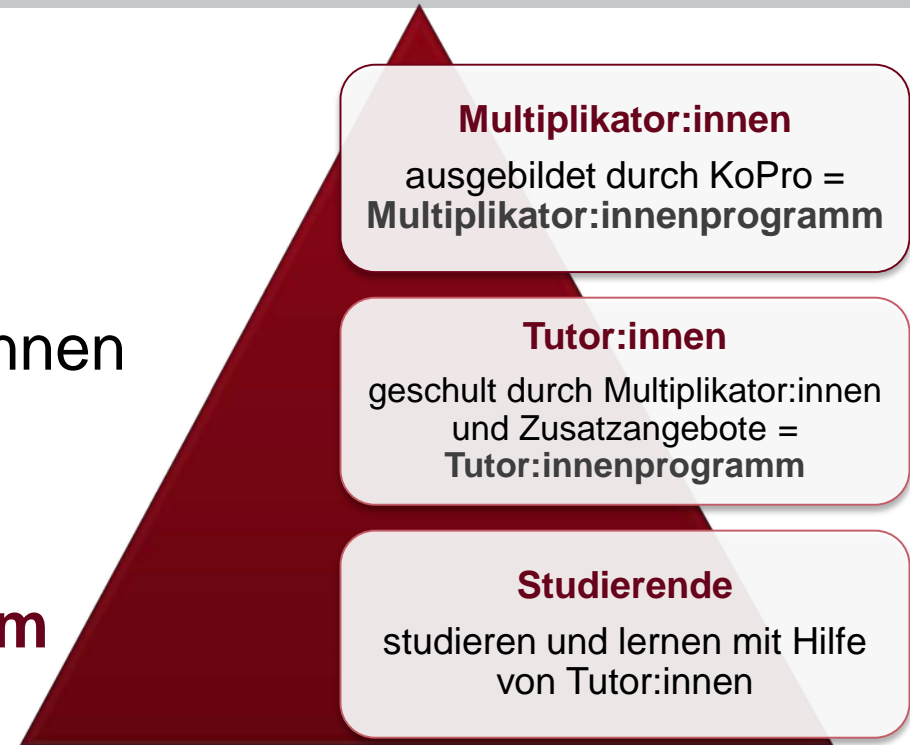 Multiplikator:innen
ausgebildet durch KoPro =
Multiplikator:innenprogramm
Tutor:innen
geschult durch Multiplikator:innen
und Zusatzangebote =
Tutor:innenprogramm
Studierende
studieren und lernen mit Hilfe
von Tutor:innen